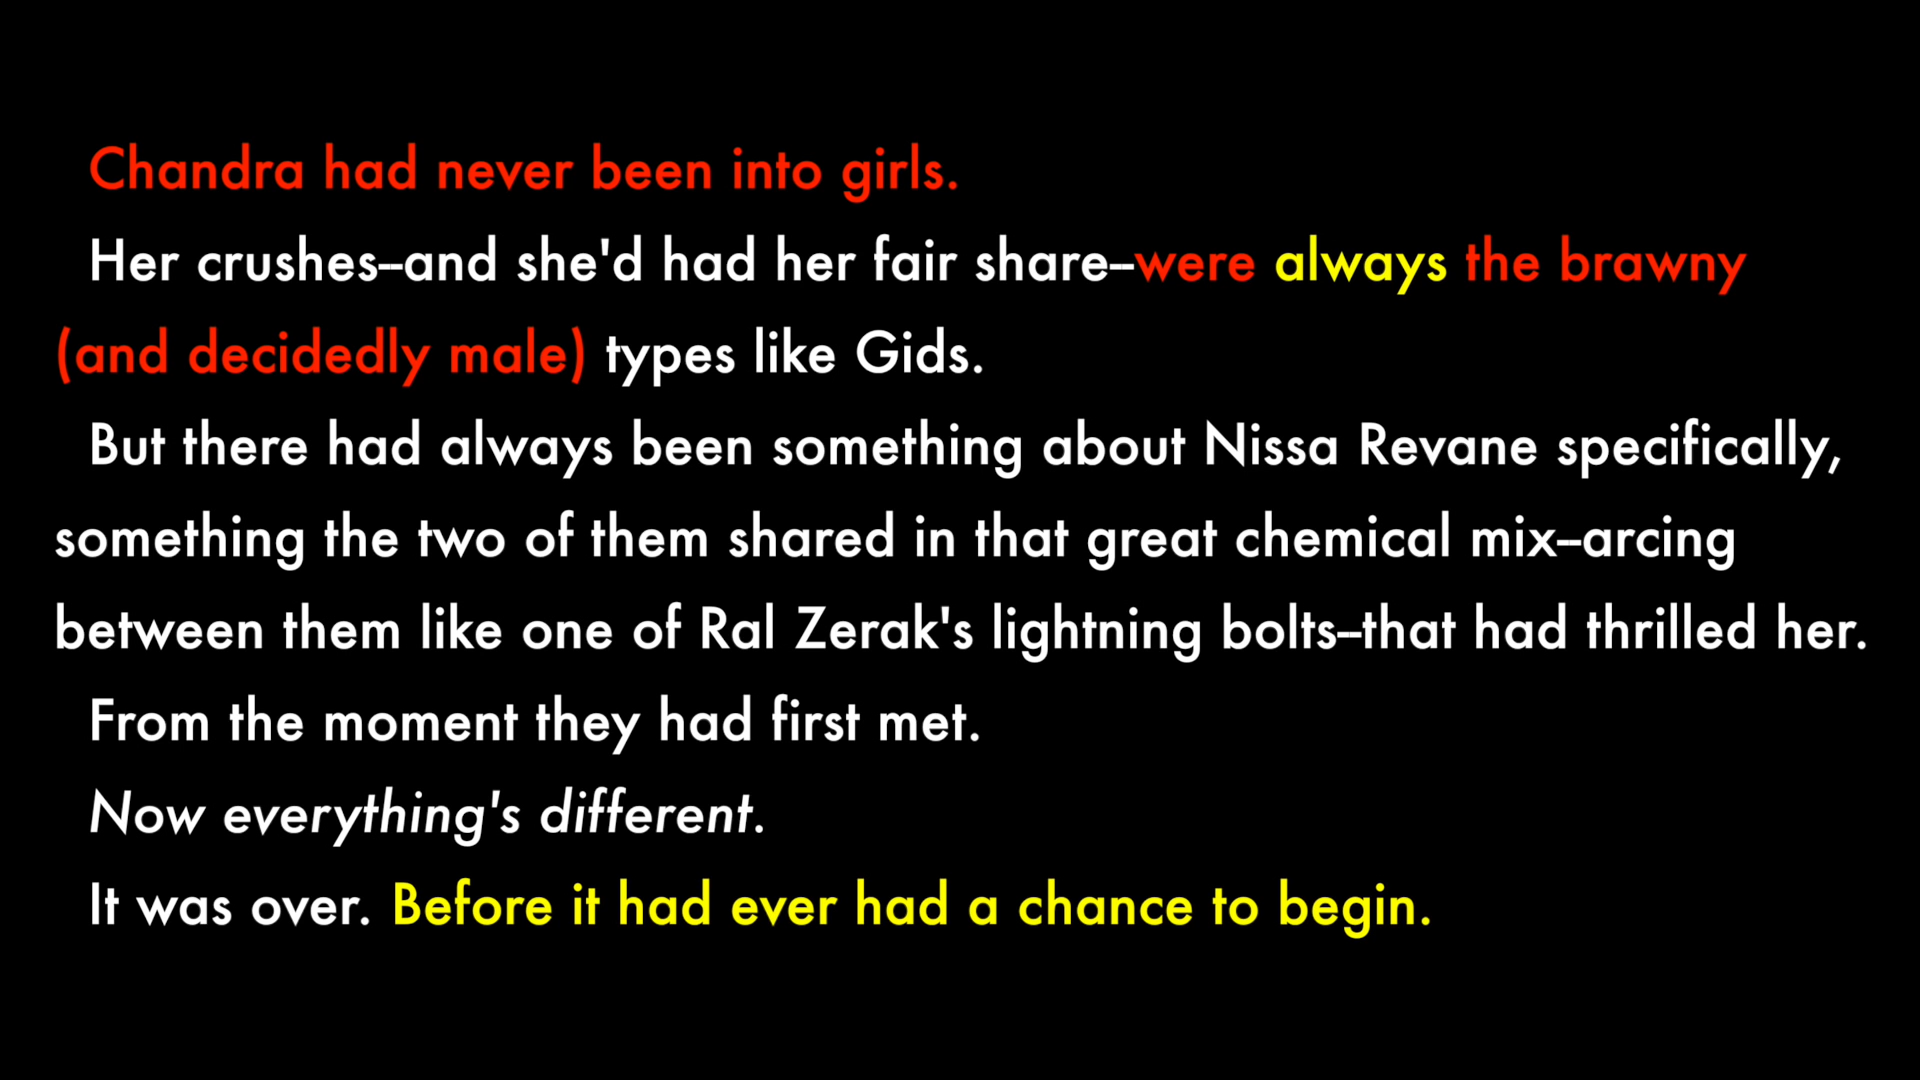 Chandra had never been into girls.
Her crushes--and she'd had her fair share--were always the brawny
(and decidedly male) types like Gids.
But there had always been something about Nissa Revane specifically,
something the two of them shared in that great chemical mix--arcing
between them like one of Ral Zerak's lightning bolts--that had thrilled her.
From the moment they had first met.
Now everything's different.
It was over. Before it had ever had a chance to begin.